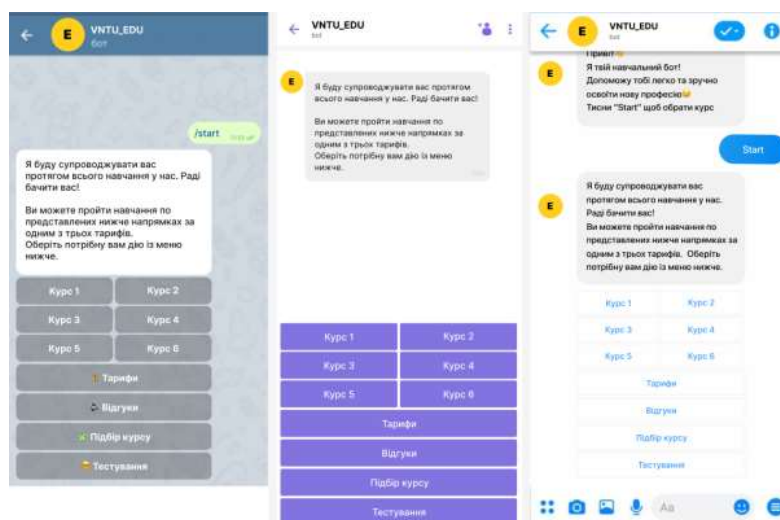 E
VNTU_EDU
бот
/start
Я буду супроводжувати вас
протягом всього навчання у нас. Раді
бачити вас!
Ви можете пройти навчання по
представлених нижче напрямках за
одним з трьох тарифів.
Оберіть потрібну вам дію із меню
нижче.
Курс 1 Курс 2
Курс 3 Курс 4
Курс 5 Курс 6
Тарифи
Відгуки
Підбір курсу
Тестування
VNTU_EDU
бот
E
Я буду супроводжувати вас протягом
всього навчання у нас. Раді бачити вас!
Ви можете пройти навчання по
представлених нижче напрямках за
одним з трьох тарифів.
Оберіть потрібну вам дію із меню
нижче.
Курс 1 Курс 2
Курс 3 Курс 4
Курс 5 Курс 6
Тарифи
Відгуки
Підбір курсу
Тестування
E
VNTU_EDU
бот
Привіт
E
Я твій навчальний бот!
Допоможу тобі легко та зручно
освоїти нову професію
Тисни "Start" щоб обрати курс
Start
E
Я буду супроводжувати вас
протягом всього навчання у нас.
Раді бачити вас!
Ви можете пройти навчання по
представлених нижче напрямках за
одним з трьох тарифів. Оберіть
потрібну вам дію із меню нижче.
Курс 1 Курс 2
Курс 3 Курс 4
Курс 5 Курс 6
Тарифи
Відгуки
Підбір курсу
Тестування
Aa